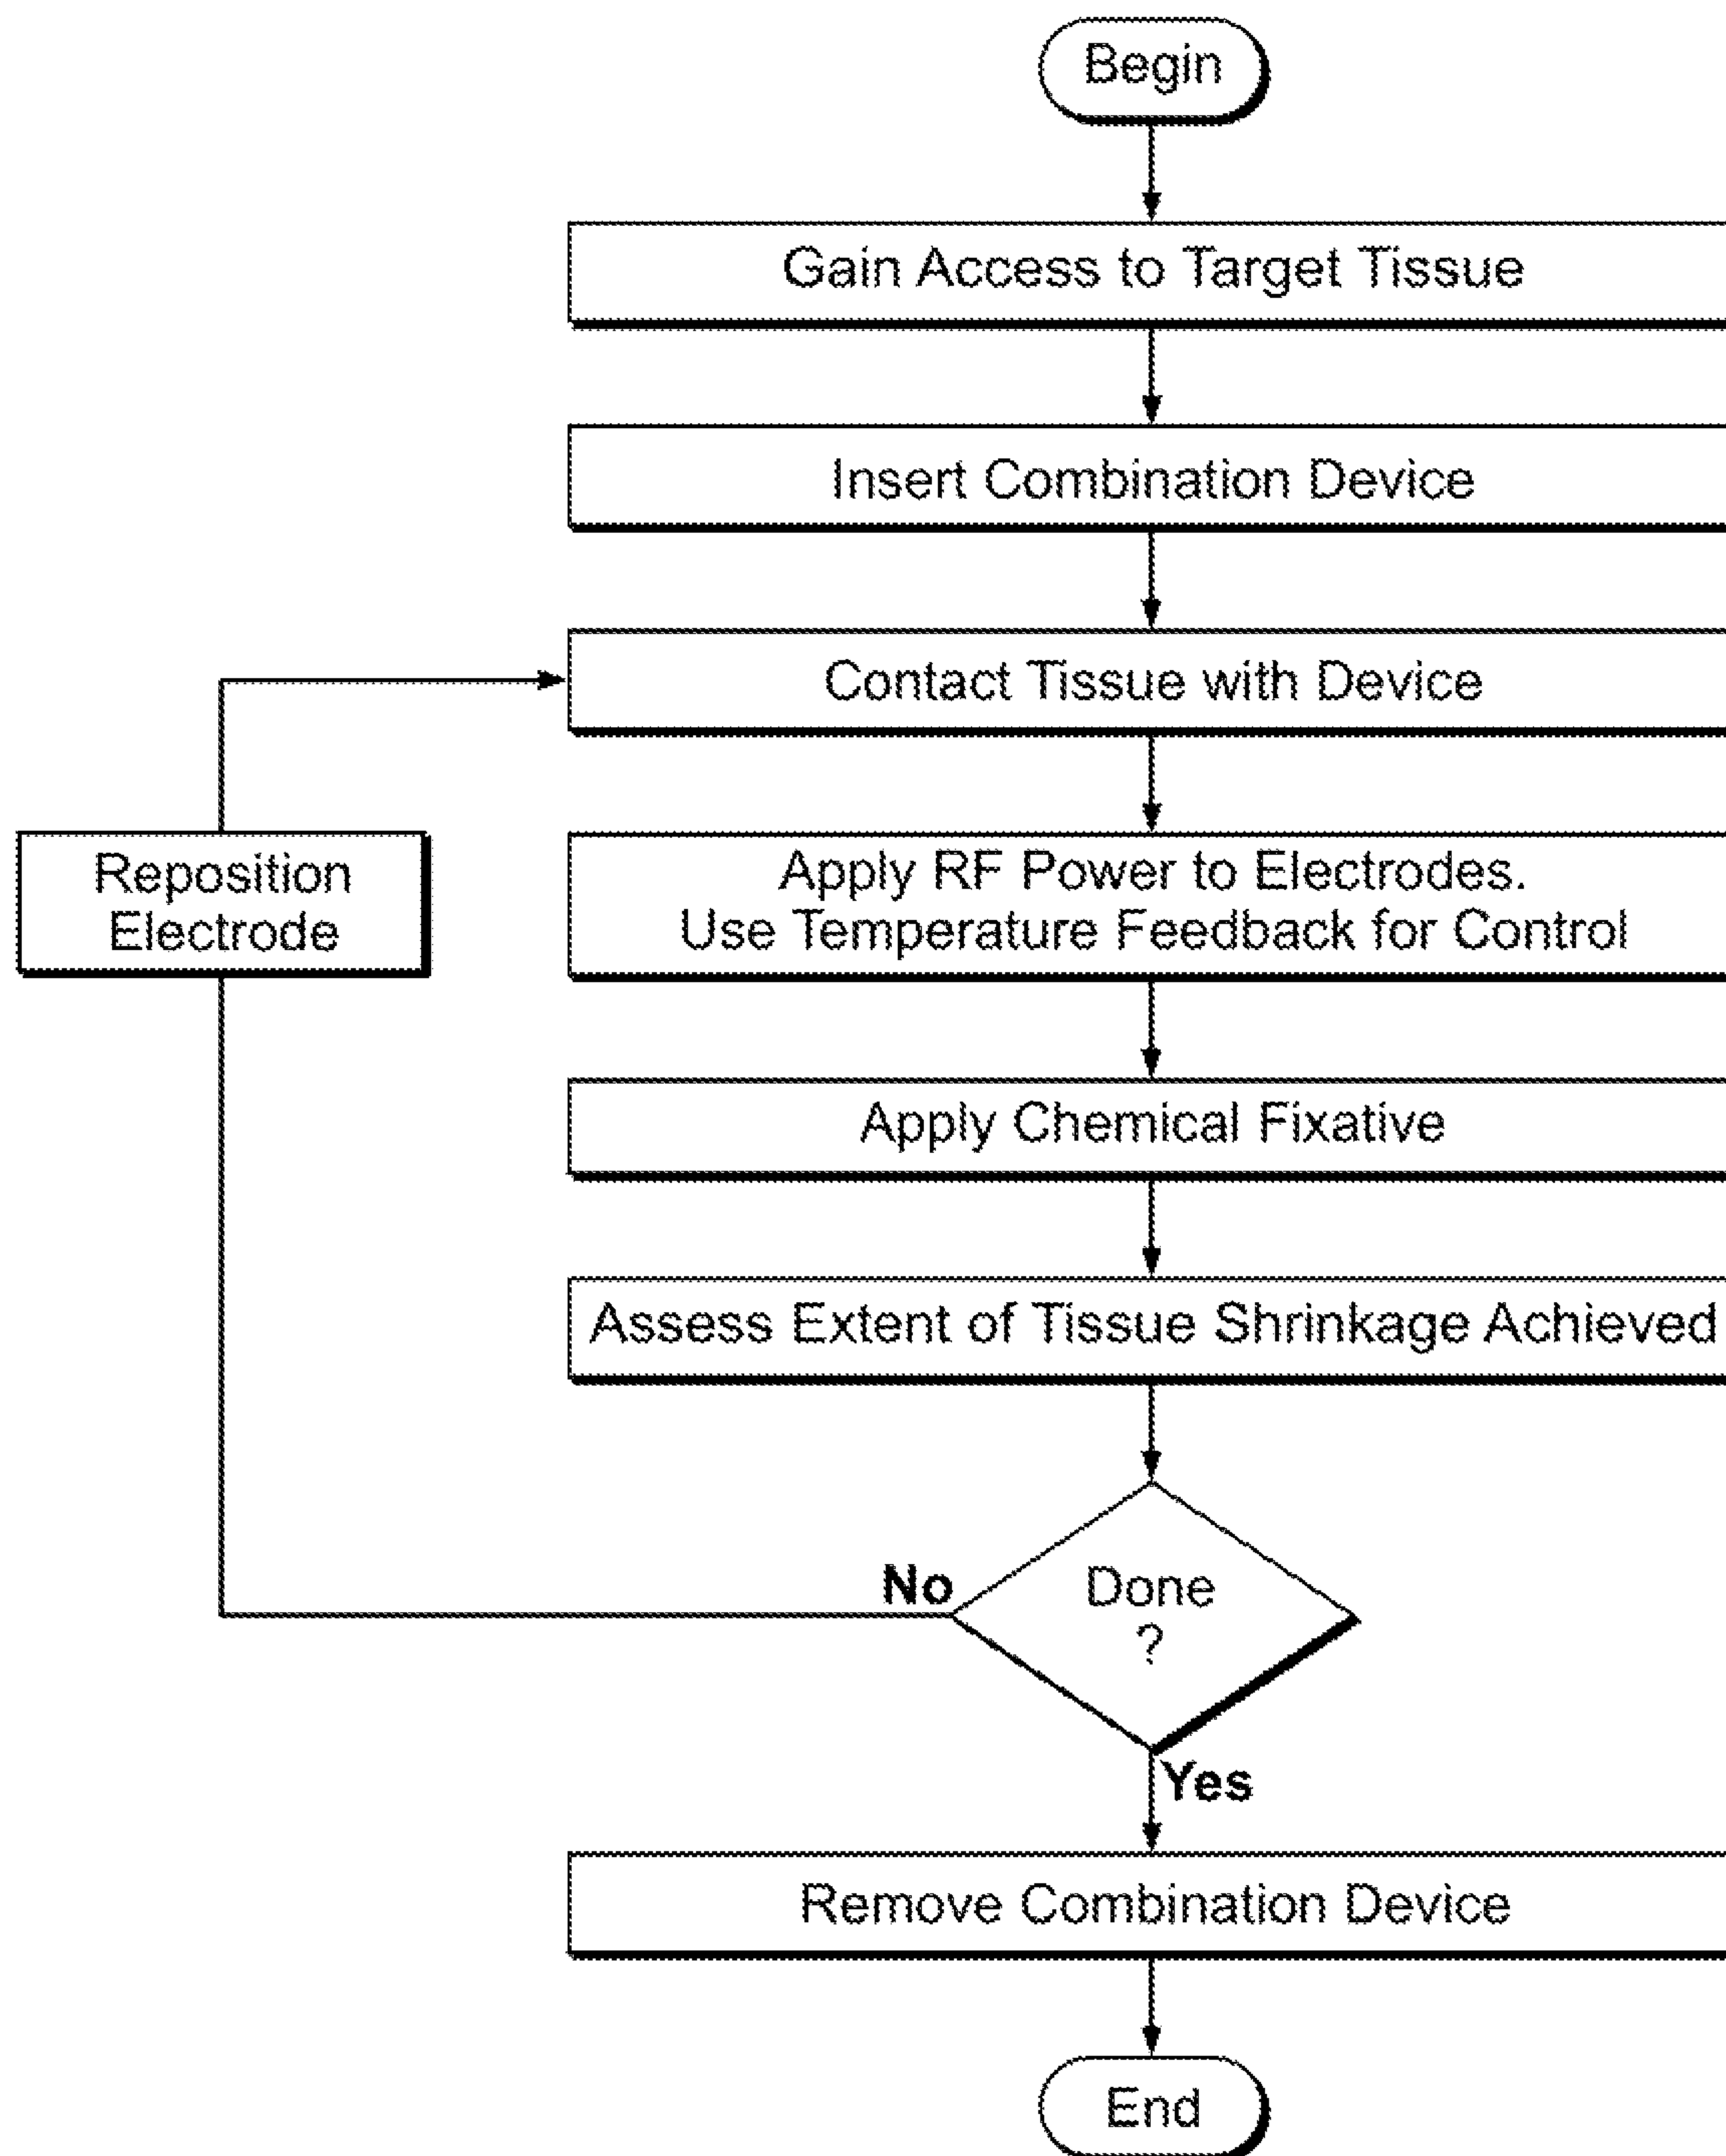 Begin
Gain Access to Target Tissue
Insert Combination Device
Contact Tissue with Device
Reposition
Electrode
Apply RF Power to Electrodes.
Use Temperature Feedback for Control
Apply Chemical Fixative
Assess Extent of Tissue Shrinkage Achieved
No
Done
?
Yes
Remove Combination Device
End